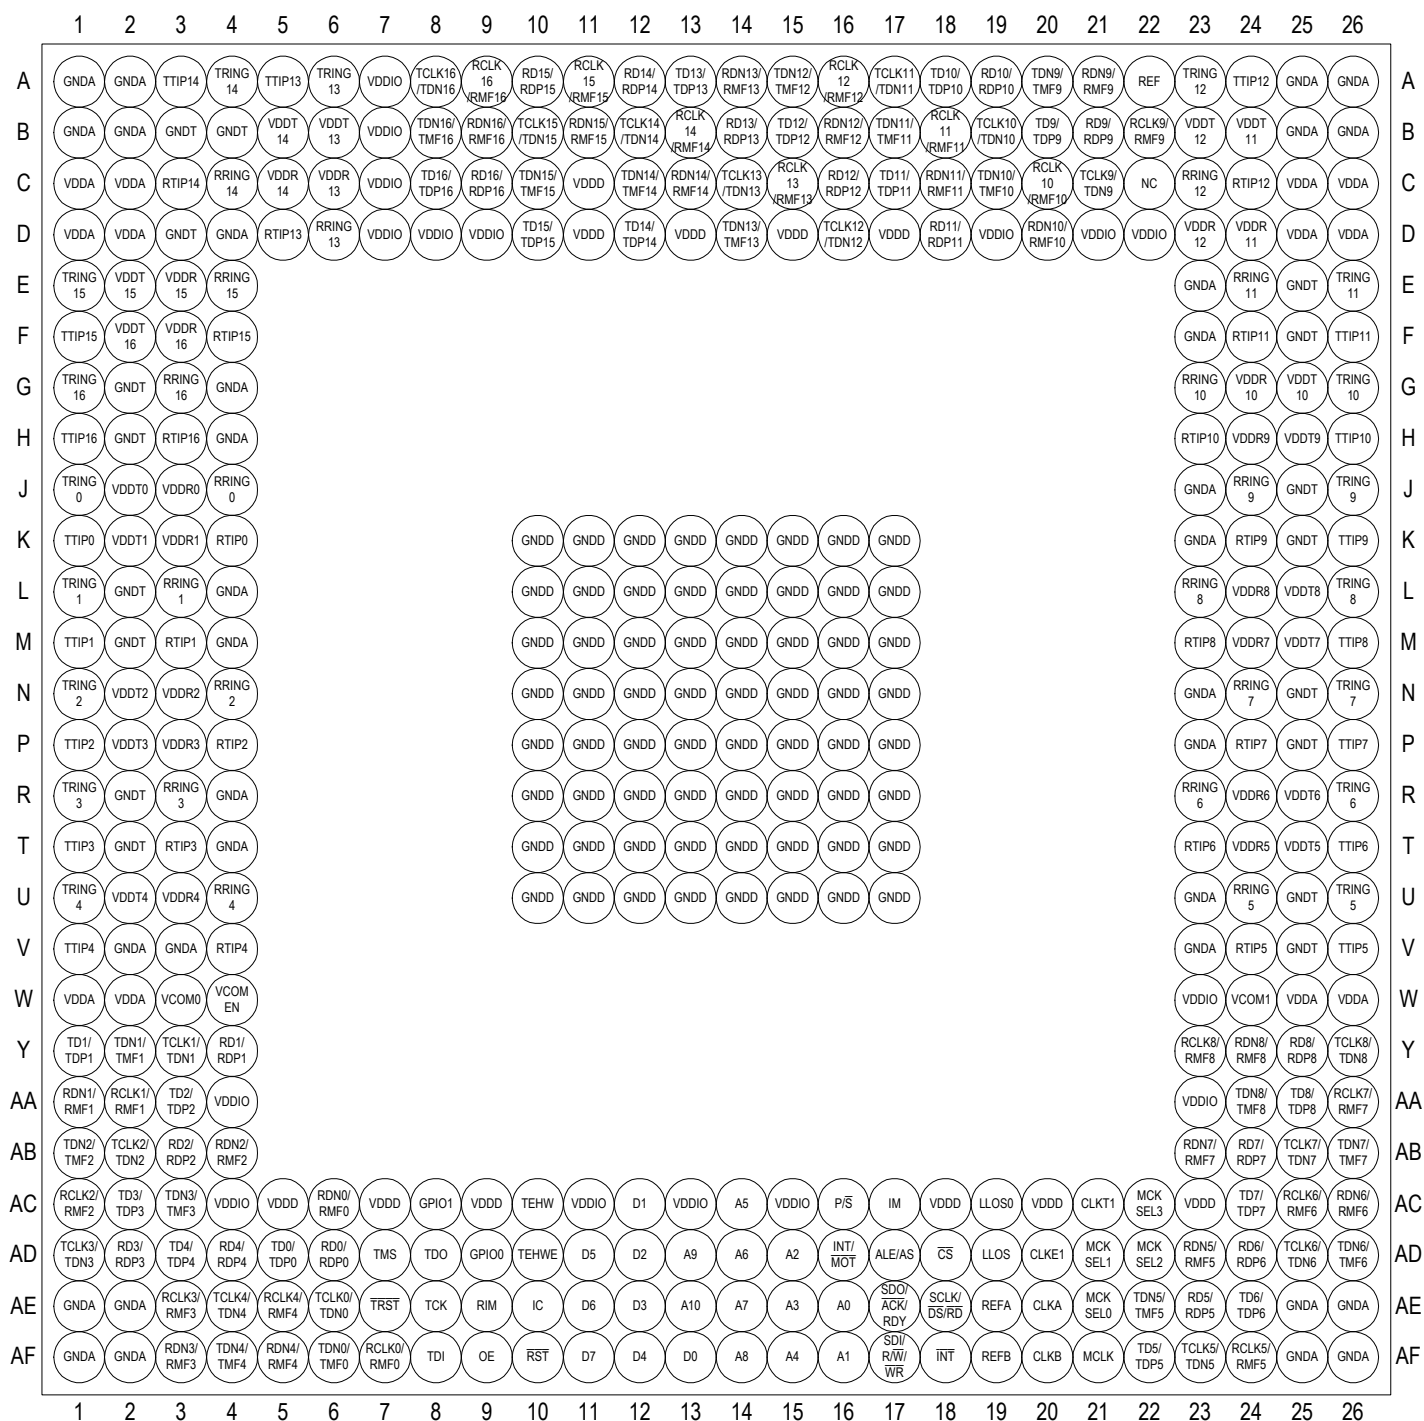 1 2 3 4 5 6 7 8 9 10 11 12 13 14 15 16 17 18 19 20 21 22 23 24 25 26
A GNDA GNDA TTIP14 TRING 14 TTIP13 TRING 13 VDDIO TCLK16 /TDN16 RCLK 16 /RMF16 RD15/ RDP15 RCLK 15 /RMF15 RD14/ RDP14 TD13/ TDP13 RDN13/ RMF13 TDN12/ TMF12 RCLK 12 /RMF12 TCLK11 /TDN11 TD10/ TDP10 RD10/ RDP10 TDN9/ TMF9 RDN9/ RMF9 REF TRING 12 TTIP12 GNDA GNDA A
B GNDA GNDA GNDT GNDT VDDT 14 VDDT 13 VDDIO TDN16/ TMF16 RDN16/ RMF16 TCLK15 /TDN15 RDN15/ RMF15 TCLK14 /TDN14 RCLK 14 /RMF14 RD13/ RDP13 TD12/ TDP12 RDN12/ RMF12 TDN11/ TMF11 RCLK 11 /RMF11 TCLK10 /TDN10 TD9/ TDP9 RD9/ RDP9 RCLK9/ RMF9 VDDT 12 VDDT 11 GNDA GNDA B
C VDDA VDDA RTIP14 RRING 14 VDDR 14 VDDR 13 VDDIO TD16/ TDP16 RD16/ RDP16 TDN15/ TMF15 VDDD TDN14/ TMF14 RDN14/ RMF14 TCLK13 /TDN13 RCLK 13 /RMF13 RD12/ RDP12 TD11/ TDP11 RDN11/ RMF11 TDN10/ TMF10 RCLK 10 /RMF10 TCLK9/ TDN9 NC RRING 12 RTIP12 VDDA VDDA C
D VDDA VDDA GNDT GNDA RTIP13 RRING 13 VDDIO VDDIO VDDIO TD15/ TDP15 VDDD TD14/ TDP14 VDDD TDN13/ TMF13 VDDD TCLK12 /TDN12 VDDD RD11/ RDP11 VDDIO RDN10/ RMF10 VDDIO VDDIO VDDR 12 VDDR 11 VDDA VDDA D
E TRING 15 VDDT 15 VDDR 15 RRING 15 GNDA RRING 11 GNDT TRING 11 E
F TTIP15 VDDT 16 VDDR 16 RTIP15 GNDA RTIP11 GNDT TTIP11 F
G TRING 16 GNDT RRING 16 GNDA RRING 10 VDDR 10 VDDT 10 TRING 10 G
H TTIP16 GNDT RTIP16 GNDA RTIP10 VDDR9 VDDT9 TTIP10 H
J TRING 0 VDDT0 VDDR0 RRING 0 GNDA RRING 9 GNDT TRING 9 J
K TTIP0 VDDT1 VDDR1 RTIP0 GNDD GNDD GNDD GNDD GNDD GNDD GNDD GNDD GNDA RTIP9 GNDT TTIP9 K
L TRING 1 GNDT RRING 1 GNDA GNDD GNDD GNDD GNDD GNDD GNDD GNDD GNDD RRING 8 VDDR8 VDDT8 TRING 8 L
M TTIP1 GNDT RTIP1 GNDA GNDD GNDD GNDD GNDD GNDD GNDD GNDD GNDD RTIP8 VDDR7 VDDT7 TTIP8 M
N TRING 2 VDDT2 VDDR2 RRING 2 GNDD GNDD GNDD GNDD GNDD GNDD GNDD GNDD GNDA RRING 7 GNDT TRING 7 N
P TTIP2 VDDT3 VDDR3 RTIP2 GNDD GNDD GNDD GNDD GNDD GNDD GNDD GNDD GNDA RTIP7 GNDT TTIP7 P
R TRING 3 GNDT RRING 3 GNDA GNDD GNDD GNDD GNDD GNDD GNDD GNDD GNDD RRING 6 VDDR6 VDDT6 TRING 6 R
T TTIP3 GNDT RTIP3 GNDA GNDD GNDD GNDD GNDD GNDD GNDD GNDD GNDD RTIP6 VDDR5 VDDT5 TTIP6 T
U TRING 4 VDDT4 VDDR4 RRING 4 GNDD GNDD GNDD GNDD GNDD GNDD GNDD GNDD GNDA RRING 5 GNDT TRING 5 U
V TTIP4 GNDA GNDA RTIP4 GNDA RTIP5 GNDT TTIP5 V
W VDDA VDDA VCOM0 VCOM EN VDDIO VCOM1 VDDA VDDA W
Y TD1/ TDP1 TDN1/ TMF1 TCLK1/ TDN1 RD1/ RDP1 RCLK8/ RMF8 RDN8/ RMF8 RD8/ RDP8 TCLK8/ TDN8 Y
AA RDN1/ RMF1 RCLK1/ RMF1 TD2/ TDP2 VDDIO VDDIO TDN8/ TMF8 TD8/ TDP8 RCLK7/ RMF7 AA
AB TDN2/ TMF2 TCLK2/ TDN2 RD2/ RDP2 RDN2/ RMF2 RDN7/ RMF7 RD7/ RDP7 TCLK7/ TDN7 TDN7/ TMF7 AB
AC RCLK2/ RMF2 TD3/ TDP3 TDN3/ TMF3 VDDIO VDDD RDN0/ RMF0 VDDD GPIO1 VDDD TEHW VDDIO D1 VDDIO A5 VDDIO P/S̅ IM VDDD LLOS0 VDDD CLKT1 MCK SEL3 VDDD TD7/ TDP7 RCLK6/ RMF6 RDN6/ RMF6 AC
AD TCLK3/ TDN3 RD3/ RDP3 TD4/ TDP4 RD4/ RDP4 TD0/ TDP0 RD0/ RDP0 TMS TDO GPIO0 TEHWE D5 D2 A9 A6 A2 INT/ M̅O̅T̅ ALE/AS C̅S̅ LLOS CLKE1 MCK SEL1 MCK SEL2 RDN5/ RMF5 RD6/ RDP6 TCLK6/ TDN6 TDN6/ TMF6 AD
AE GNDA GNDA RCLK3/ RMF3 TCLK4/ TDN4 RCLK4/ RMF4 TCLK0/ TDN0 T̅R̅S̅T̅ TCK RIM IC D6 D3 A10 A7 A3 A0 SDO/ A̅C̅K̅/ RDY SCLK/ D̅S̅/R̅D̅ REFA CLKA MCK SEL0 TDN5/ TMF5 RD5/ RDP5 TD6/ TDP6 GNDA GNDA AE
AF GNDA GNDA RDN3/ RMF3 TDN4/ TMF4 RDN4/ RMF4 TDN0/ TMF0 RCLK0/ RMF0 TDI OE R̅S̅T̅ D7 D4 D0 A8 A4 A1 SDI/ R/W̅/ W̅R̅ I̅N̅T̅ REFB CLKB MCLK TD5/ TDP5 TCLK5/ TDN5 RCLK5/ RMF5 GNDA GNDA AF
1 2 3 4 5 6 7 8 9 10 11 12 13 14 15 16 17 18 19 20 21 22 23 24 25 26